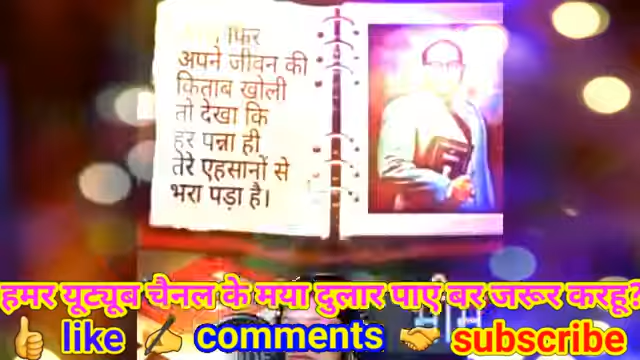 फिर
अपने जीवन की
किताब खोली
तो देखा कि
हर पन्ना ही
तेरे एहसानों से
भरा पड़ा है।
हमर यूट्यूब चैनल के मया दुलार पाए बर जरूर करहू?
like comments subscribe